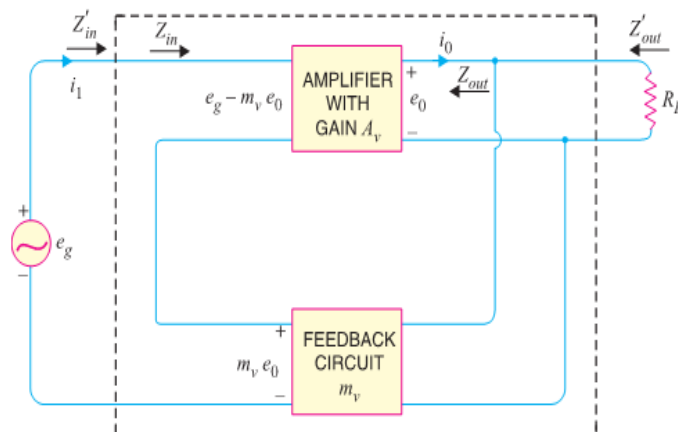 Z'in
Zin
i1
AMPLIFIER
WITH
GAIN Av
eg – mv e0
+
e0
–
i0
Zout
Z'out
+
eg
–
FEEDBACK
CIRCUIT
mv
+
mv e0
–